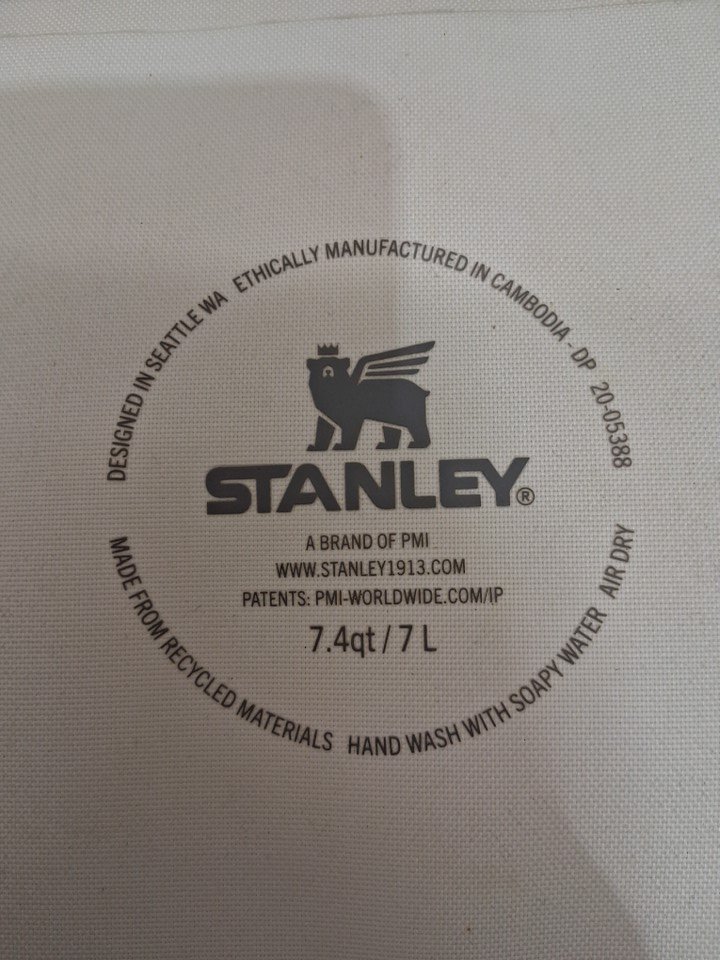 DESIGNED IN SEATTLE WA ETHICALLY MANUFACTURED IN CAMBODIA - DP 20-05388
STANLEY®
A BRAND OF PMI
WWW.STANLEY1913.COM
PATENTS: PMI-WORLDWIDE.COM/IP
7.4qt / 7 L
MADE FROM RECYCLED MATERIALS HAND WASH WITH SOAPY WATER AIR DRY